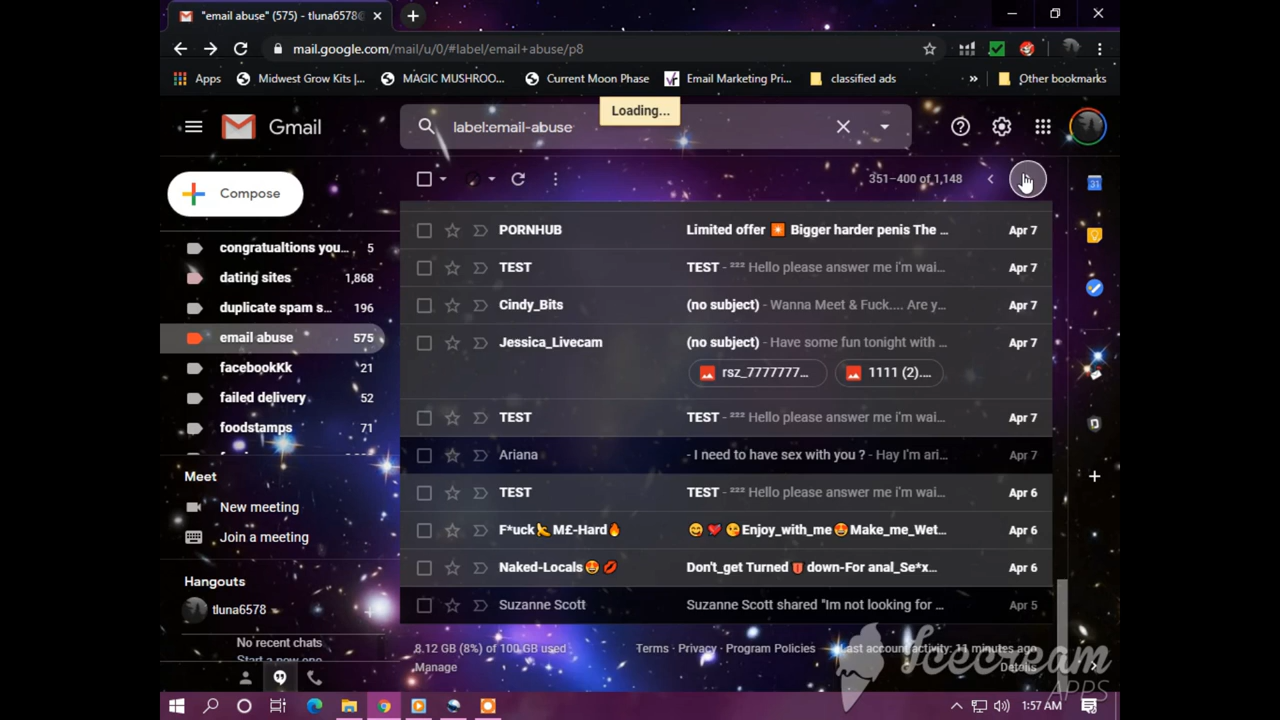 "email abuse" (575) - tluna6578@
mail.google.com/mail/u/0/#label/email+abuse/p8
Apps Midwest Grow Kits |... MAGIC MUSHROO... Current Moon Phase Email Marketing Pri... classified ads » Other bookmarks
Loading...
Gmail label:email-abuse
Compose 351–400 of 1,148
congratualtions you... 5
dating sites 1,868
duplicate spam s... 196
email abuse 575
facebookKk 21
failed delivery 52
foodstamps 71
Meet
New meeting
Join a meeting
Hangouts
tluna6578
No recent chats
Start a new one
PORNHUB Limited offer ✴️ Bigger harder penis The ... Apr 7
TEST TEST - ²²² Hello please answer me i'm wai... Apr 7
Cindy_Bits (no subject) - Wanna Meet & Fuck.... Are y... Apr 7
Jessica_Livecam (no subject) - Have some fun tonight with ... Apr 7
rsz_7777777... 1111 (2)....
TEST TEST - ²²² Hello please answer me i'm wai... Apr 7
Ariana - I need to have sex with you ? - Hay I'm ari... Apr 7
TEST TEST - ²²² Hello please answer me i'm wai... Apr 6
F*uck💪M£-Hard🔥 😋💓😘Enjoy_with_me🤩Make_me_Wet... Apr 6
Naked-Locals🤩💋 Don't_get Turned👅down-For anal_Se*x... Apr 6
Suzanne Scott Suzanne Scott shared "Im not looking for ... Apr 5
8.12 GB (8%) of 100 GB used
Manage
Terms · Privacy · Program Policies
Last account activity: 11 minutes ago
Details
Icecream
APPS
1:57 AM